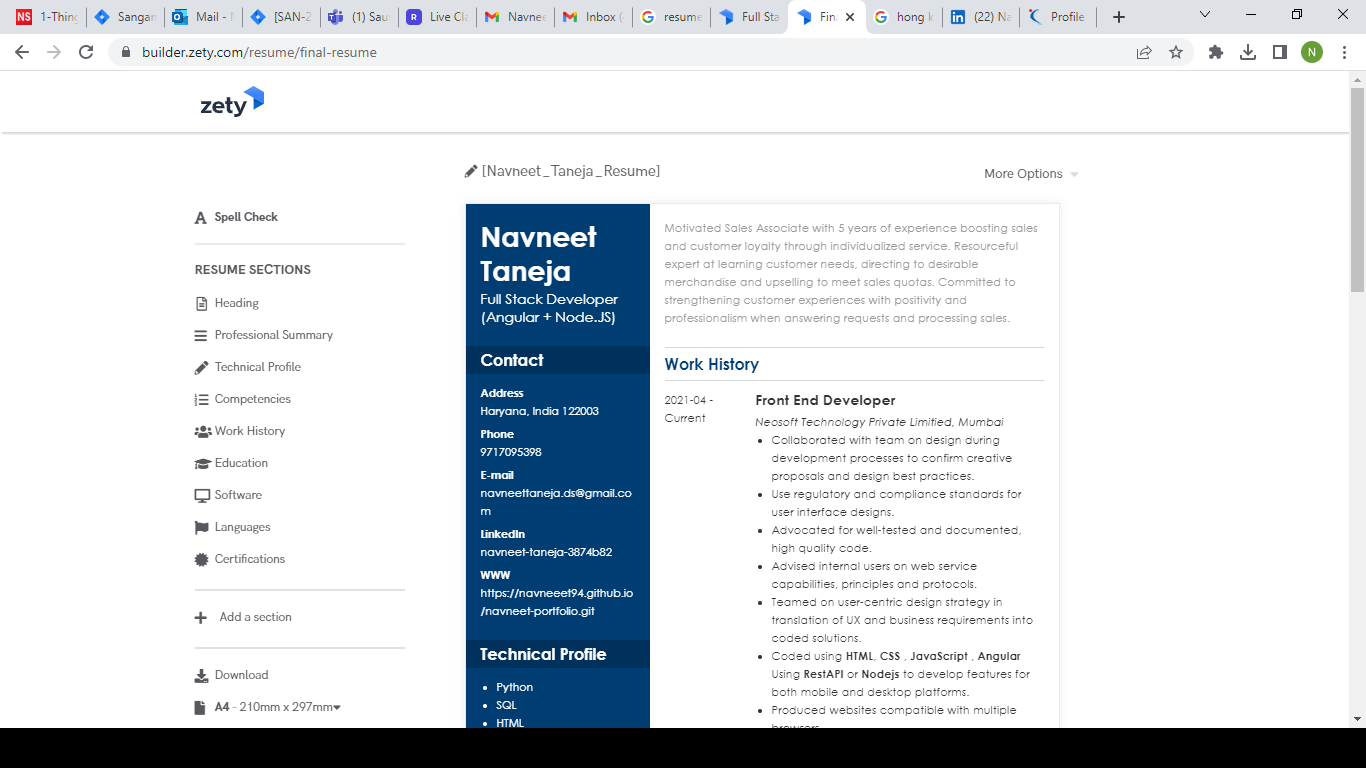 1-Thing
Sangam
Mail - N
[SAN-2
(1) Sau
Live Cla
Navnee
Inbox (
resume
Full Sta
Fin
hong k
(22) Na
Profile
builder.zety.com/resume/final-resume
N
zety
[Navneet_Taneja_Resume]
More Options
Spell Check
RESUME SECTIONS
Heading
Professional Summary
Technical Profile
Competencies
Work History
Education
Software
Languages
Certifications
Add a section
Download
A4 - 210mm x 297mm
Navneet
Taneja
Full Stack Developer
(Angular + Node.JS)
Contact
Address
Haryana, India 122003
Phone
9717095398
E-mail
navneettaneja.ds@gmail.co
m
LinkedIn
navneet-taneja-3874b82
WWW
https://navneeet94.github.io
/navneet-portfolio.git
Technical Profile
• Python
• SQL
• HTML
Motivated Sales Associate with 5 years of experience boosting sales
and customer loyalty through individualized service. Resourceful
expert at learning customer needs, directing to desirable
merchandise and upselling to meet sales quotas. Committed to
strengthening customer experiences with positivity and
professionalism when answering requests and processing sales.
Work History
2021-04 -
Current
Front End Developer
Neosoft Technology Private Limitied, Mumbai
• Collaborated with team on design during
development processes to confirm creative
proposals and design best practices.
• Use regulatory and compliance standards for
user interface designs.
• Advocated for well-tested and documented,
high quality code.
• Advised internal users on web service
capabilities, principles and protocols.
• Teamed on user-centric design strategy in
translation of UX and business requirements into
coded solutions.
• Coded using HTML, CSS , JavaScript , Angular
Using RestAPI or Nodejs to develop features for
both mobile and desktop platforms.
• Produced websites compatible with multiple
browsers